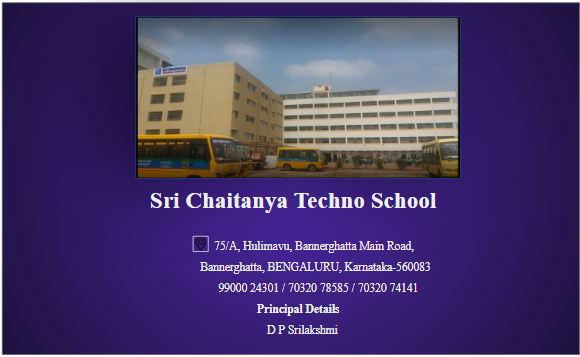 Sri Chaitanya Techno School
75/A, Hulimavu, Bannerghatta Main Road,
Bannerghatta, BENGALURU, Karnataka-560083
99000 24301 / 70320 78585 / 70320 74141
Principal Details
D P Srilakshmi